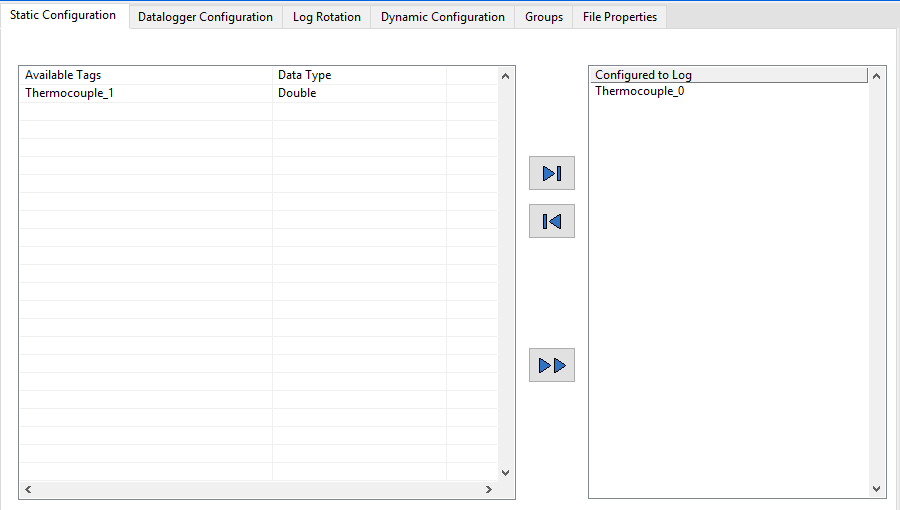 Static Configuration Datalogger Configuration Log Rotation Dynamic Configuration Groups File Properties
Available Tags Data Type
Thermocouple_1 Double
Configured to Log
Thermocouple_0